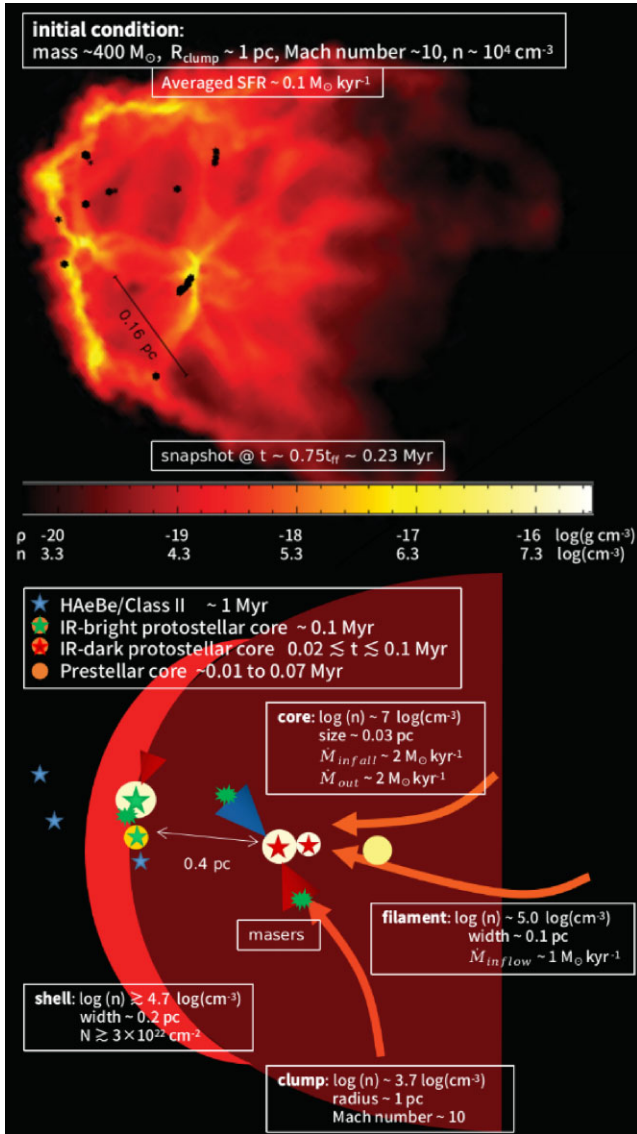 initial condition:
mass ~400 M☉, R_clump ~ 1 pc, Mach number ~10, n ~ 10⁴ cm⁻³
Averaged SFR ~ 0.1 M☉ kyr⁻¹
0.16 pc
snapshot @ t ~ 0.75t_ff ~ 0.23 Myr
ρ -20 -19 -18 -17 -16 log(g cm⁻³)
n 3.3 4.3 5.3 6.3 7.3 log(cm⁻³)
HAeBe/Class II ~ 1 Myr
IR-bright protostellar core ~ 0.1 Myr
IR-dark protostellar core 0.02 ≲ t ≲ 0.1 Myr
Prestellar core ~0.01 to 0.07 Myr
core: log (n) ~ 7 log(cm⁻³)
size ~ 0.03 pc
Ṁ_infall ~ 2 M☉ kyr⁻¹
Ṁ_out ~ 2 M☉ kyr⁻¹
0.4 pc
masers
filament: log (n) ~ 5.0 log(cm⁻³)
width ~ 0.1 pc
Ṁ_inflow ~ 1 M☉ kyr⁻¹
shell: log (n) ≳ 4.7 log(cm⁻³)
width ~ 0.2 pc
N ≳ 3×10²² cm⁻²
clump: log (n) ~ 3.7 log(cm⁻³)
radius ~ 1 pc
Mach number ~ 10